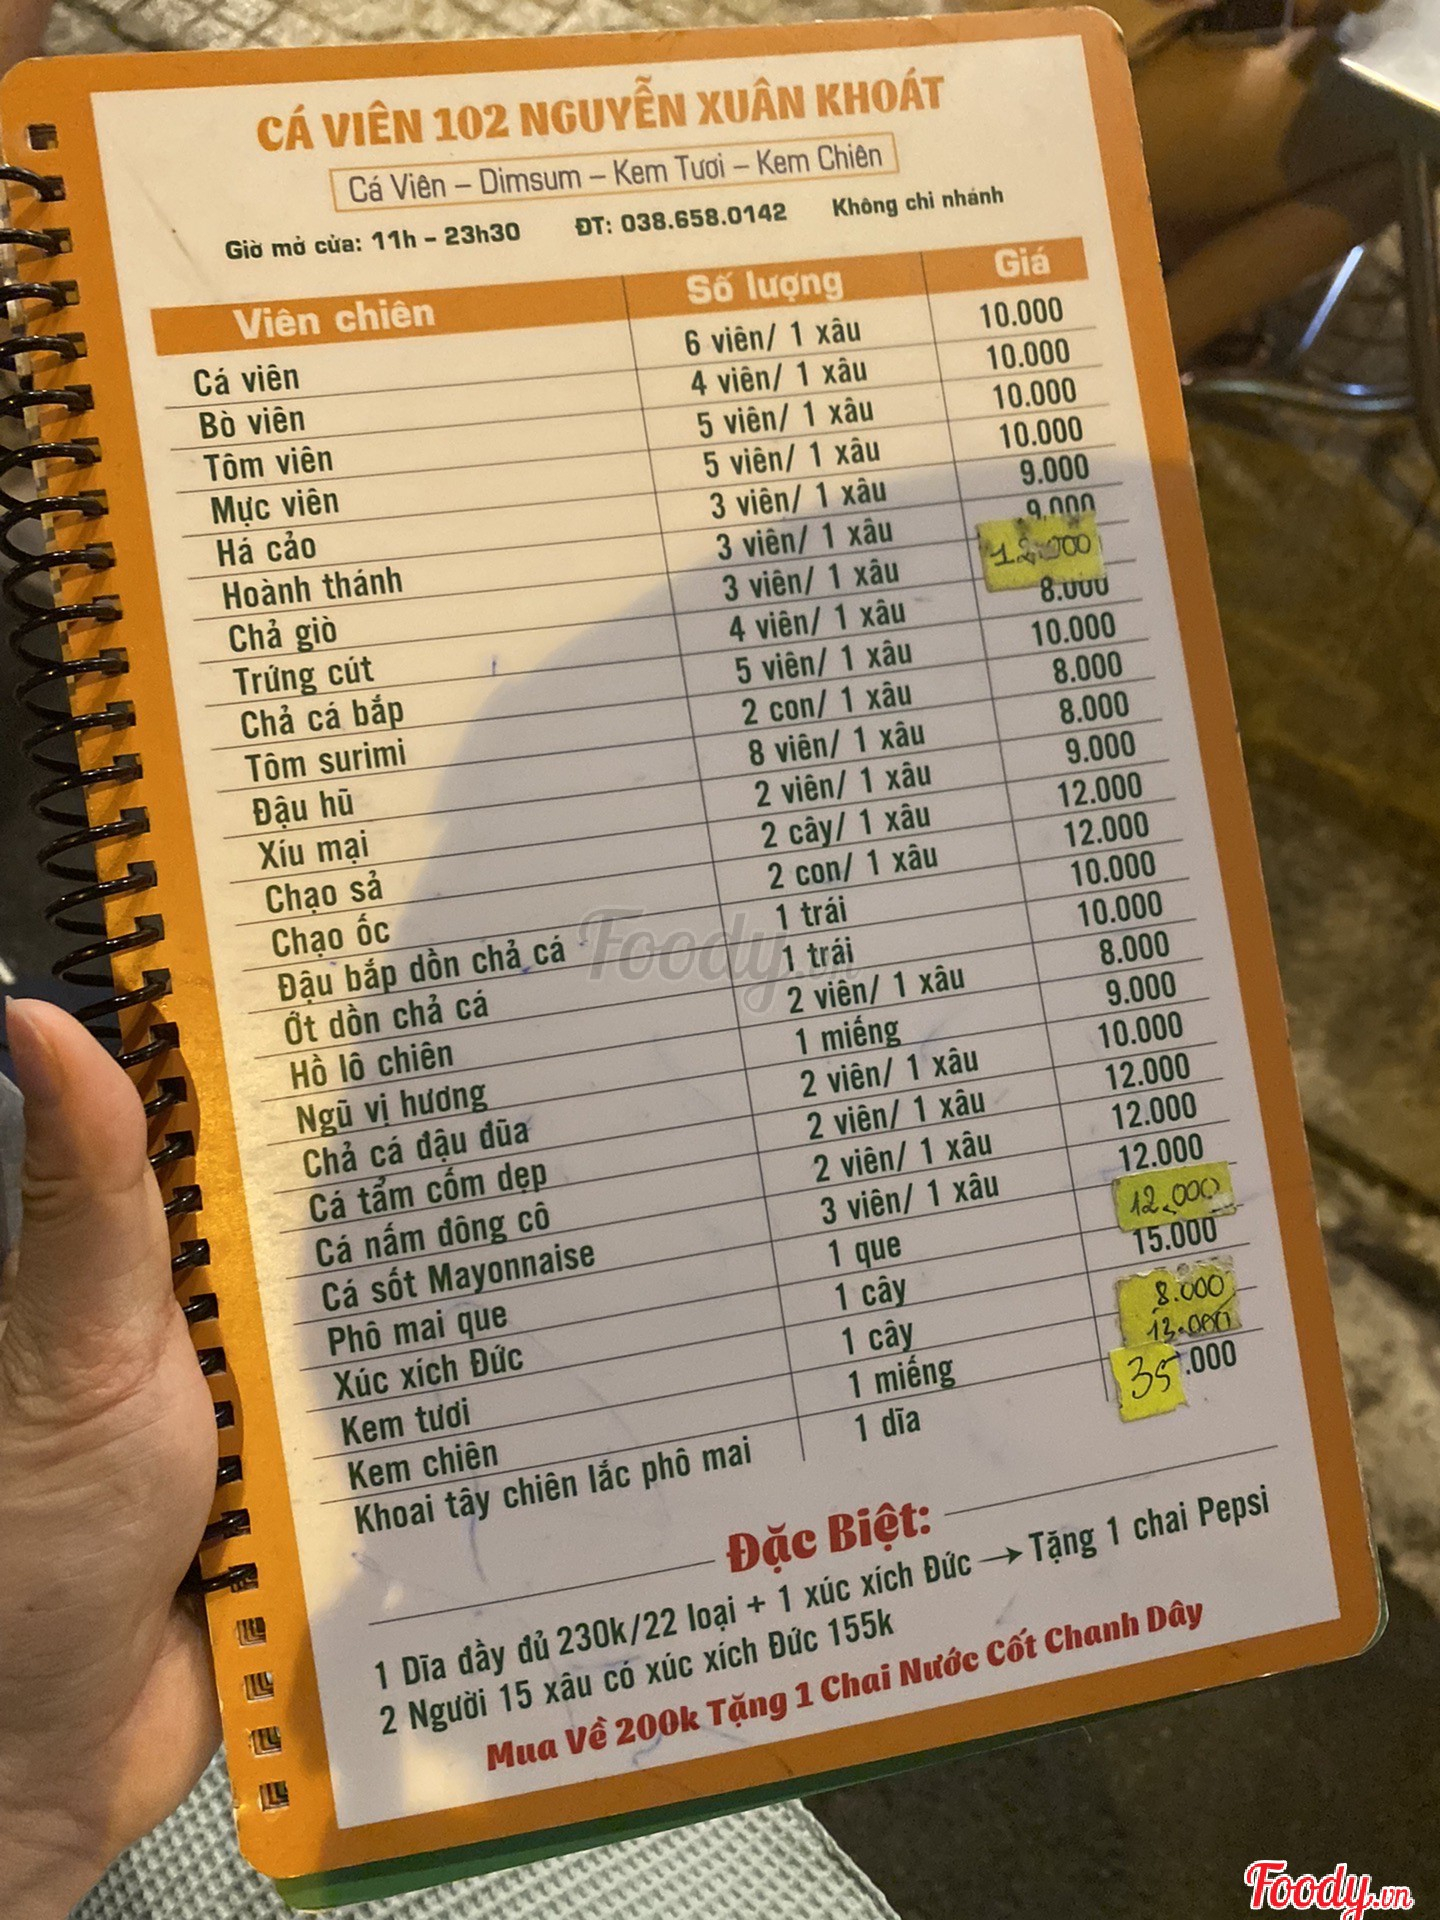 CÁ VIÊN 102 NGUYỄN XUÂN KHOÁT
Cá Viên – Dimsum – Kem Tươi – Kem Chiên
Giờ mở cửa: 11h – 23h30 ĐT: 038.658.0142 Không chi nhánh
Viên chiên Số lượng Giá
Cá viên 6 viên/ 1 xâu 10.000
Bò viên 4 viên/ 1 xâu 10.000
Tôm viên 5 viên/ 1 xâu 10.000
Mực viên 5 viên/ 1 xâu 10.000
Há cảo 3 viên/ 1 xâu 9.000
Hoành thánh 3 viên/ 1 xâu 9.000
Chả giò 3 viên/ 1 xâu
Trứng cút 4 viên/ 1 xâu 8.000
Chả cá bắp 5 viên/ 1 xâu 10.000
Tôm surimi 2 con/ 1 xâu 8.000
Đậu hũ 8 viên/ 1 xâu 8.000
Xíu mại 2 viên/ 1 xâu 9.000
Chạo sả 2 cây/ 1 xâu 12.000
Chạo ốc 2 con/ 1 xâu 12.000
Đậu bắp dồn chả cá 1 trái 10.000
Ớt dồn chả cá 1 trái 10.000
Hồ lô chiên 2 viên/ 1 xâu 8.000
Ngũ vị hương 1 miếng 9.000
Chả cá đậu đũa 2 viên/ 1 xâu 10.000
Cá tẩm cốm dẹp 2 viên/ 1 xâu 12.000
Cá nấm đông cô 2 viên/ 1 xâu 12.000
Cá sốt Mayonnaise 3 viên/ 1 xâu 12.000
Phô mai que 1 que 12.000
Xúc xích Đức 1 cây 15.000
Kem tươi 1 cây 8.000
Kem chiên 1 miếng 13.000
Khoai tây chiên lắc phô mai 1 dĩa 35.000
Đặc Biệt:
1 Dĩa đầy đủ 230k/22 loại + 1 xúc xích Đức → Tặng 1 chai Pepsi
2 Người 15 xâu có xúc xích Đức 155k
Mua Về 200k Tặng 1 Chai Nước Cốt Chanh Dây
Foody.vn
Foody.vn